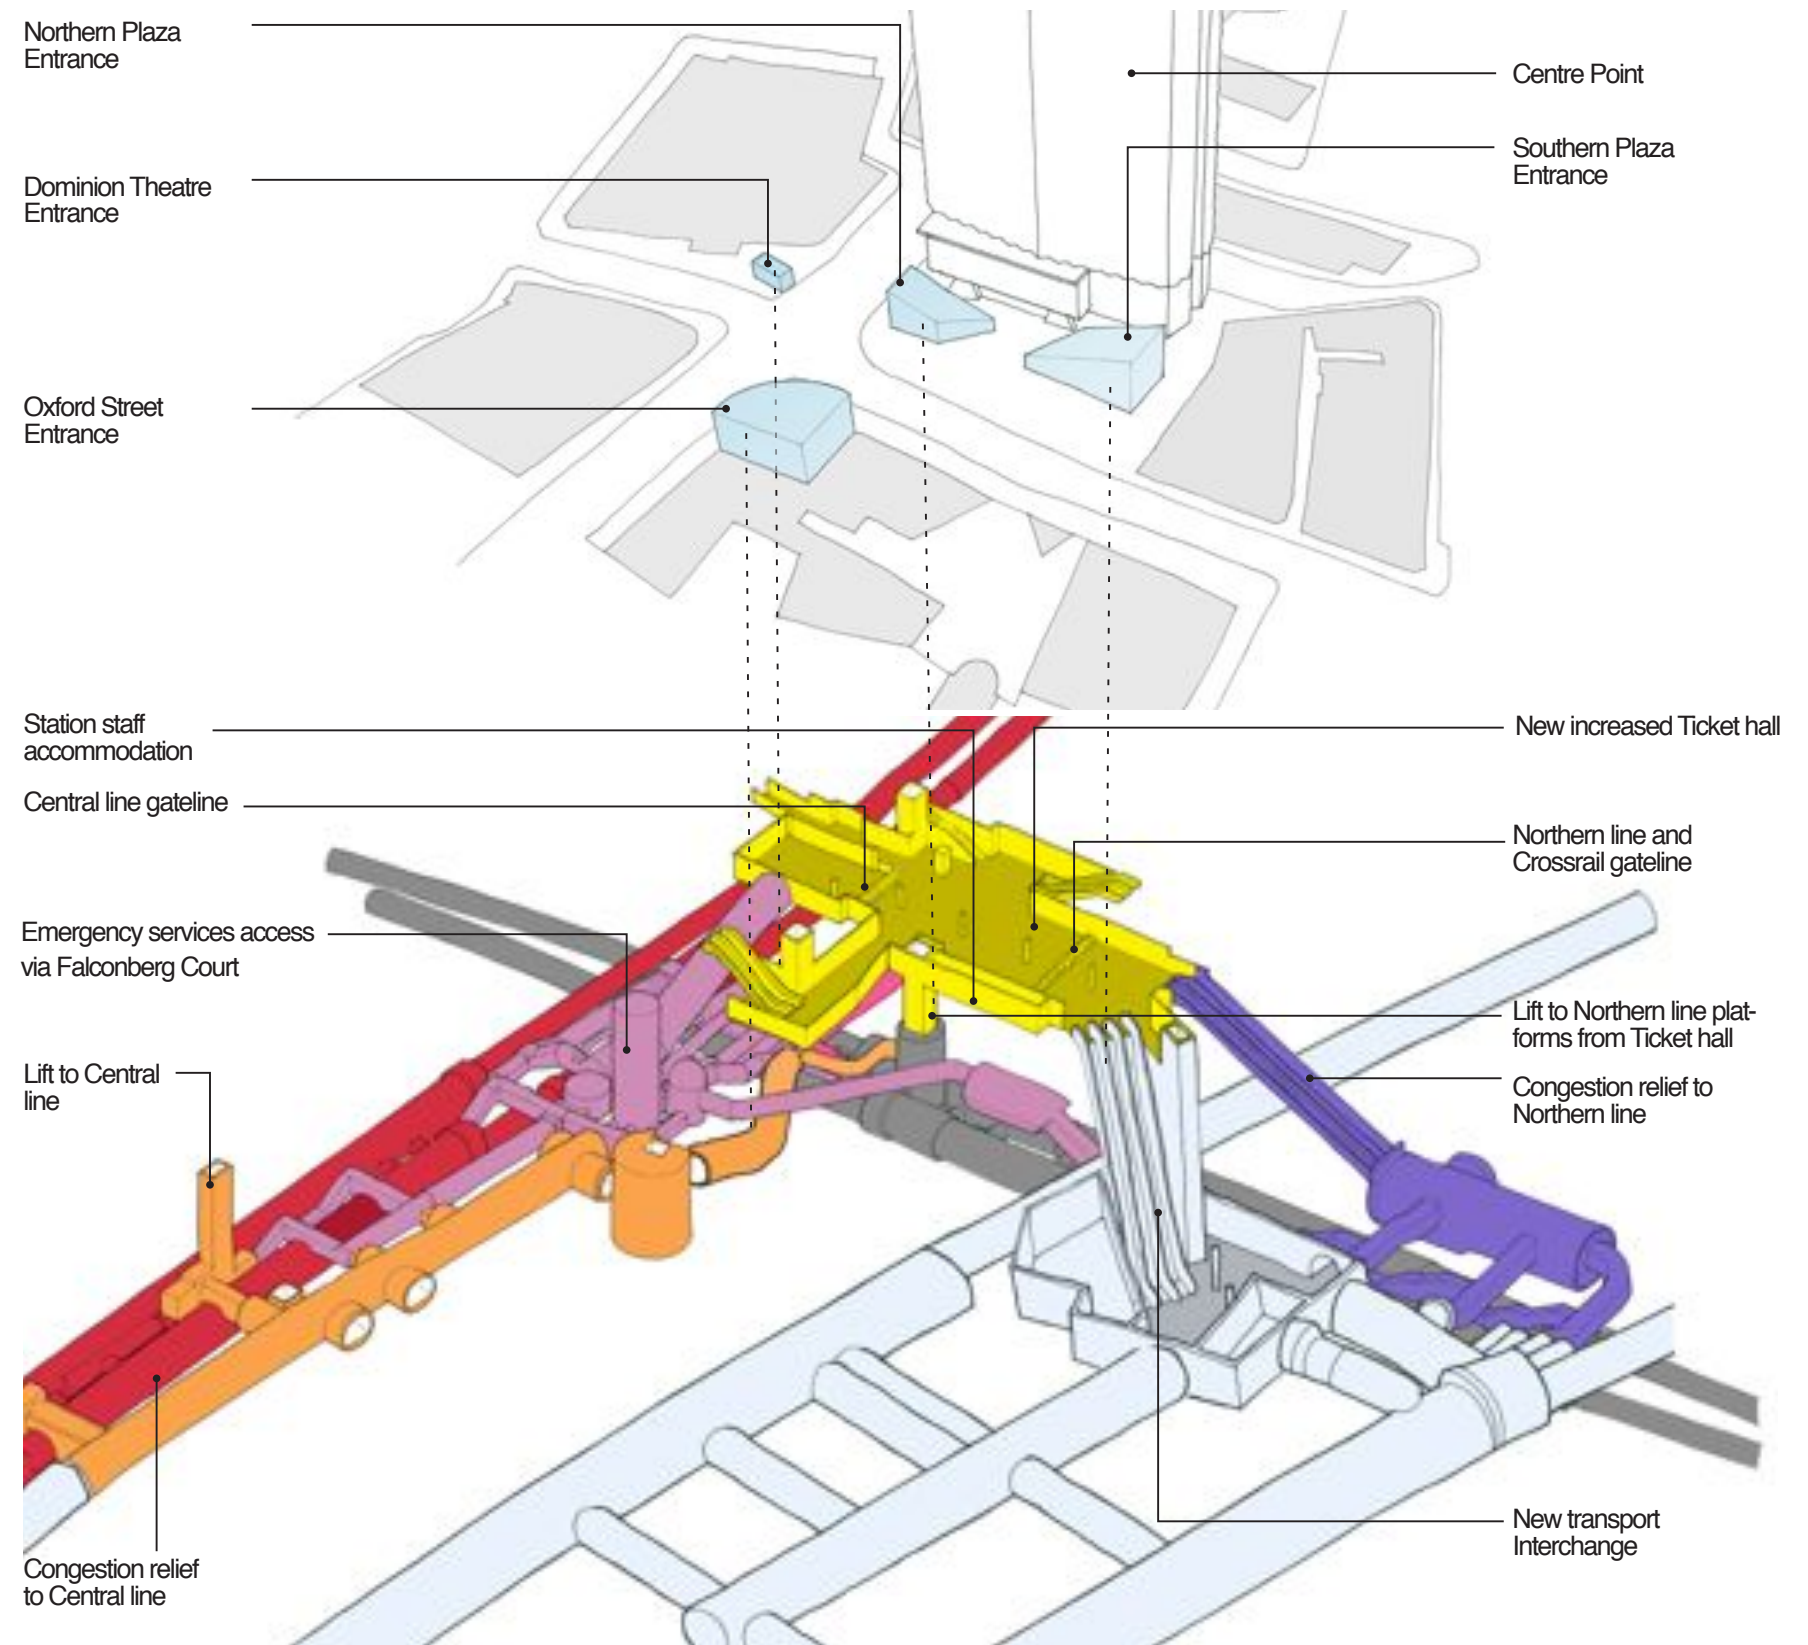 Northern Plaza
Entrance
Centre Point
Southern Plaza
Entrance
Dominion Theatre
Entrance
Oxford Street
Entrance
Station staff
accommodation
New increased Ticket hall
Central line gateline
Northern line and
Crossrail gateline
Emergency services access
via Falconberg Court
Lift to Northern line plat-
forms from Ticket hall
Lift to Central
line
Congestion relief to
Northern line
New transport
Interchange
Congestion relief
to Central line